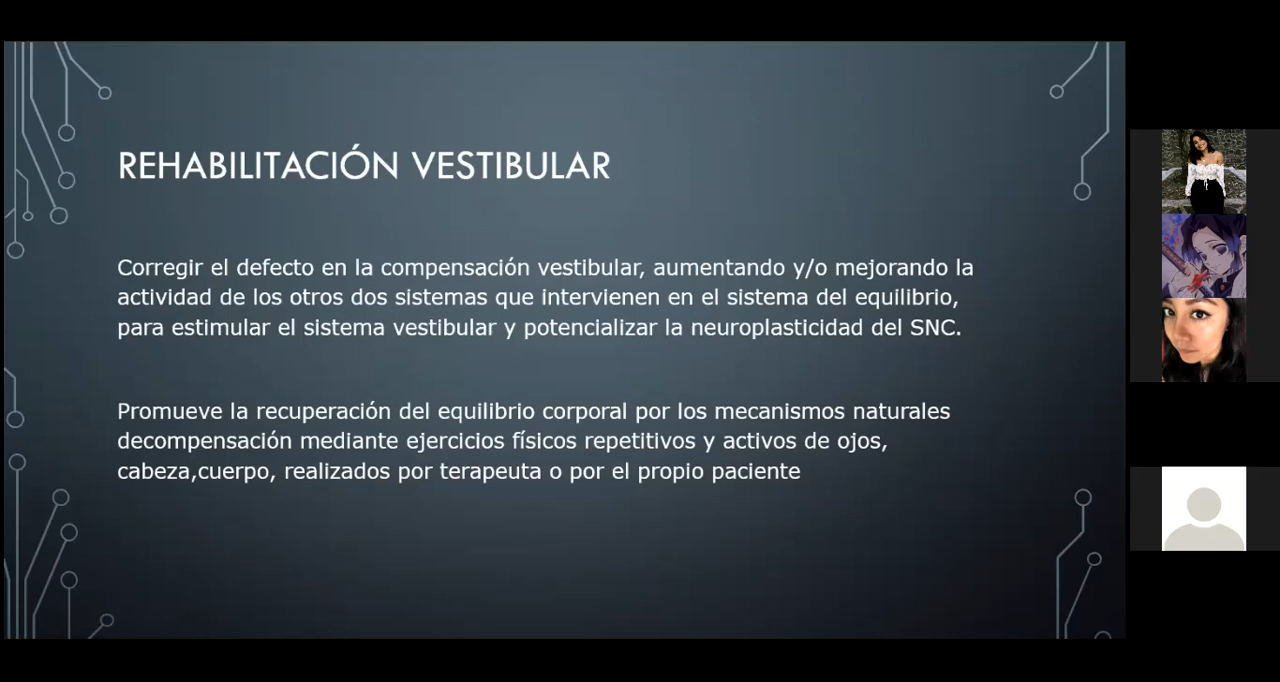 REHABILITACIÓN VESTIBULAR
Corregir el defecto en la compensación vestibular, aumentando y/o mejorando la
actividad de los otros dos sistemas que intervienen en el sistema del equilibrio,
para estimular el sistema vestibular y potencializar la neuroplasticidad del SNC.
Promueve la recuperación del equilibrio corporal por los mecanismos naturales
decompensación mediante ejercicios físicos repetitivos y activos de ojos,
cabeza,cuerpo, realizados por terapeuta o por el propio paciente